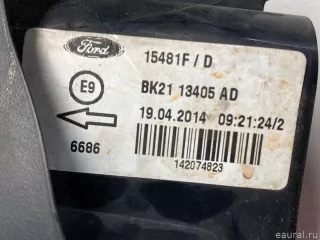 Ford
15481F / D
E9
BK21 13405 AD
19.04.2014 09:21:24/2
6686
142074823
© eaural.ru